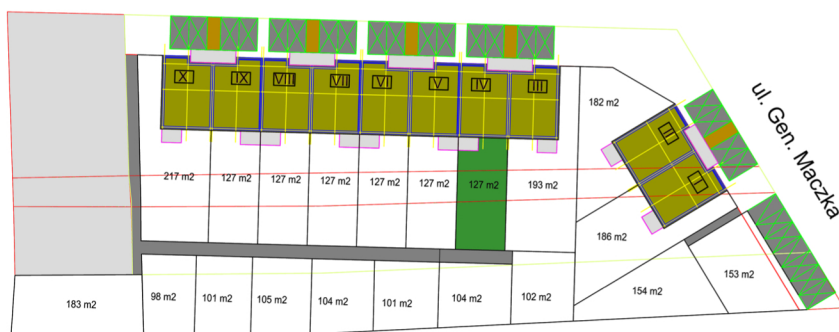 X IX VIII VII VI V IV III
182 m2
ul. Gen. Maczka
II
I
217 m2 127 m2 127 m2 127 m2 127 m2 127 m2 127 m2 193 m2
186 m2
183 m2 98 m2 101 m2 105 m2 104 m2 101 m2 104 m2 102 m2 154 m2 153 m2